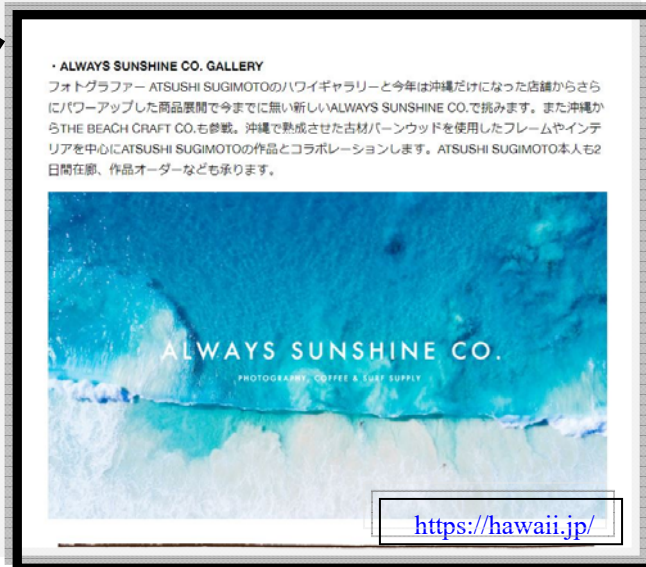 ・ALWAYS SUNSHINE CO. GALLERY
フォトグラファー ATSUSHI SUGIMOTOのハワイギャラリーと今年は沖縄だけになった店舗からさら
にパワーアップした商品展開で今までに無い新しいALWAYS SUNSHINE CO.で挑みます。また沖縄か
らTHE BEACH CRAFT CO.も参戦。沖縄で熟成させた古材バーンウッドを使用したフレームやインテ
リアを中心にATSUSHI SUGIMOTOの作品とコラボレーションします。ATSUSHI SUGIMOTO本人も2
日間在廊、作品オーダーなども承ります。
ALWAYS SUNSHINE CO.
PHOTOGRAPHY, COFFEE & SURF SUPPLY
https://hawaii.jp/